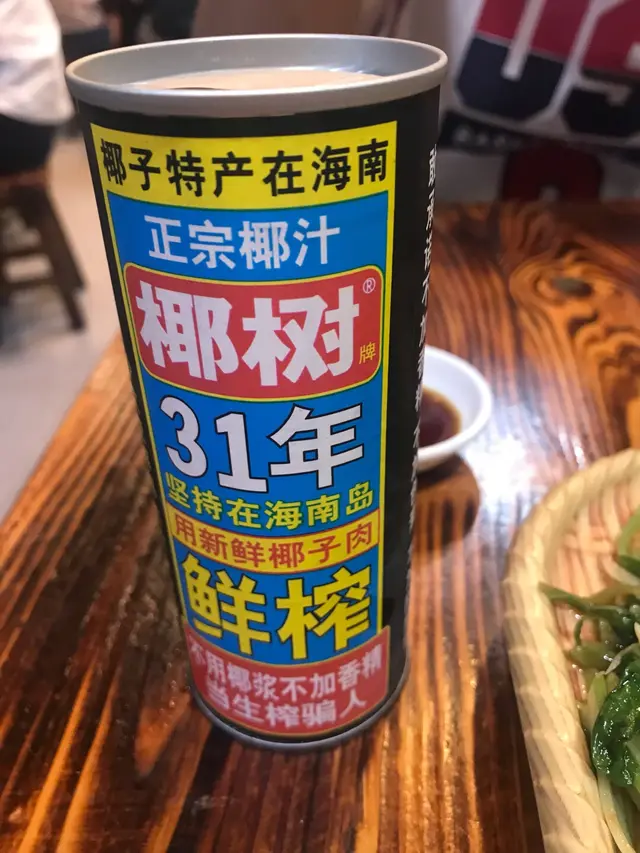 椰子特产在海南
正宗椰汁
椰树®
牌
31年
坚持在海南岛
用新鲜椰子肉
鲜榨
不用椰浆不加香精
当生榨骗人